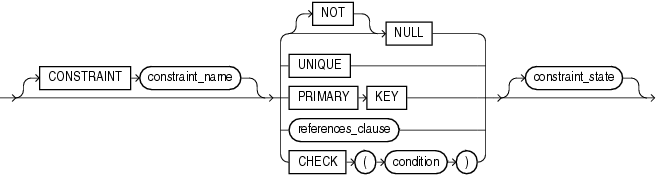 NOT
NULL
CONSTRAINT constraint_name
UNIQUE
PRIMARY KEY
references_clause
CHECK ( condition )
constraint_state